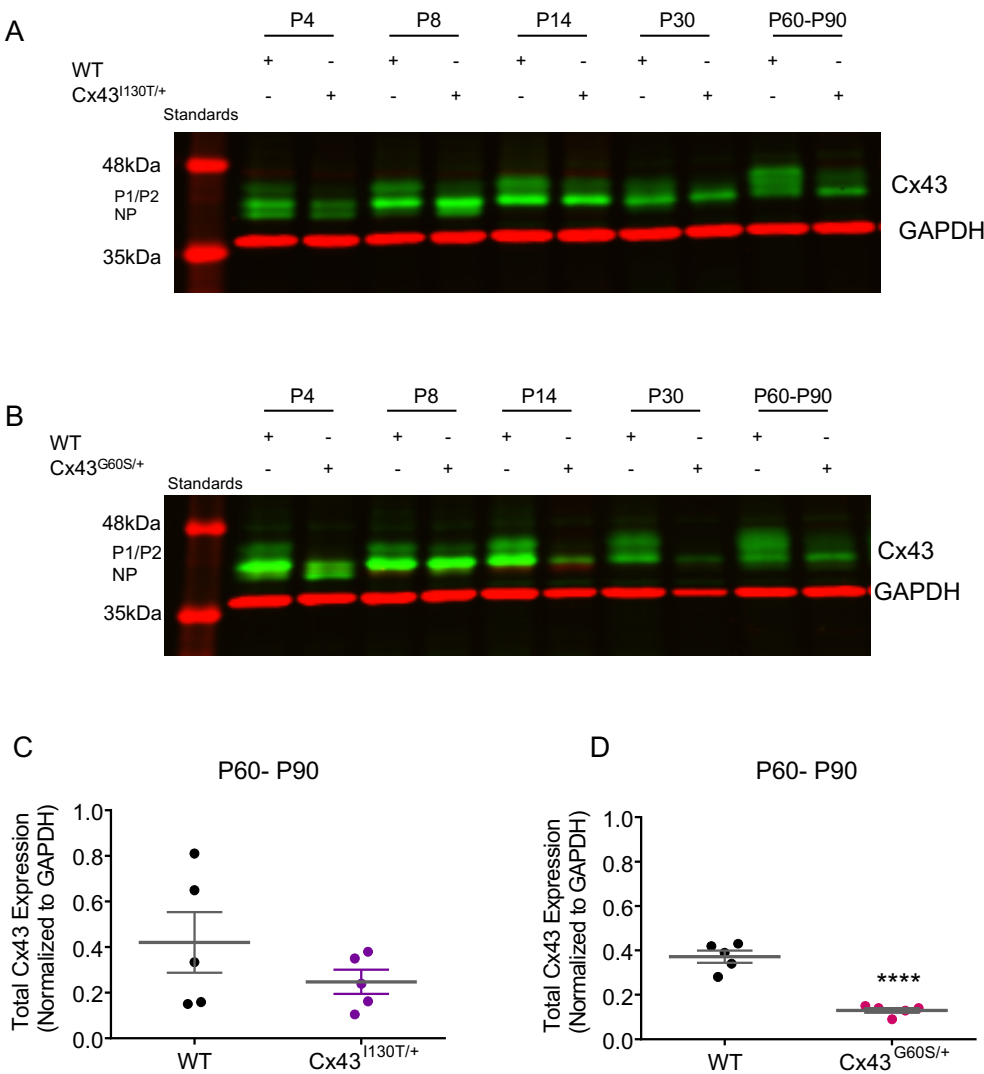 A
P4 P8 P14 P30 P60-P90
WT + - + - + - + - + -
Cx43I130T/+ - + - + - + - + - +
Standards
48kDa
P1/P2
NP
35kDa
Cx43
GAPDH
B
P4 P8 P14 P30 P60-P90
WT + - + - + - + - + -
Cx43G60S/+ - + - + - + - + - +
Standards
48kDa
P1/P2
NP
35kDa
Cx43
GAPDH
C
P60- P90
Total Cx43 Expression
(Normalized to GAPDH)
1.0
0.8
0.6
0.4
0.2
0.0
WT Cx43I130T/+
D
P60- P90
Total Cx43 Expression
(Normalized to GAPDH)
1.0
0.8
0.6
0.4
0.2
0.0
****
WT Cx43G60S/+